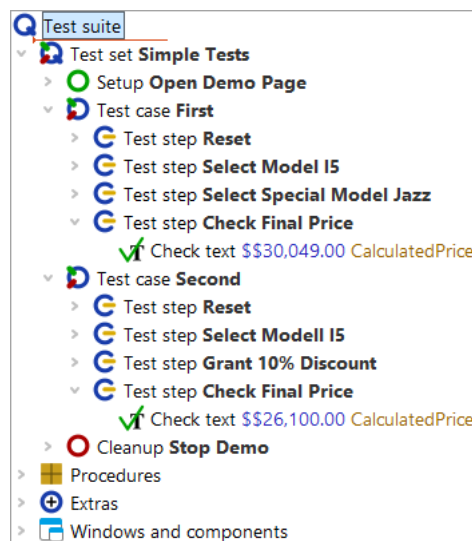 Test suite
Test set Simple Tests
Setup Open Demo Page
Test case First
Test step Reset
Test step Select Model I5
Test step Select Special Model Jazz
Test step Check Final Price
Check text $$30,049.00 CalculatedPrice
Test case Second
Test step Reset
Test step Select Modell I5
Test step Grant 10% Discount
Test step Check Final Price
Check text $$26,100.00 CalculatedPrice
Cleanup Stop Demo
Procedures
Extras
Windows and components